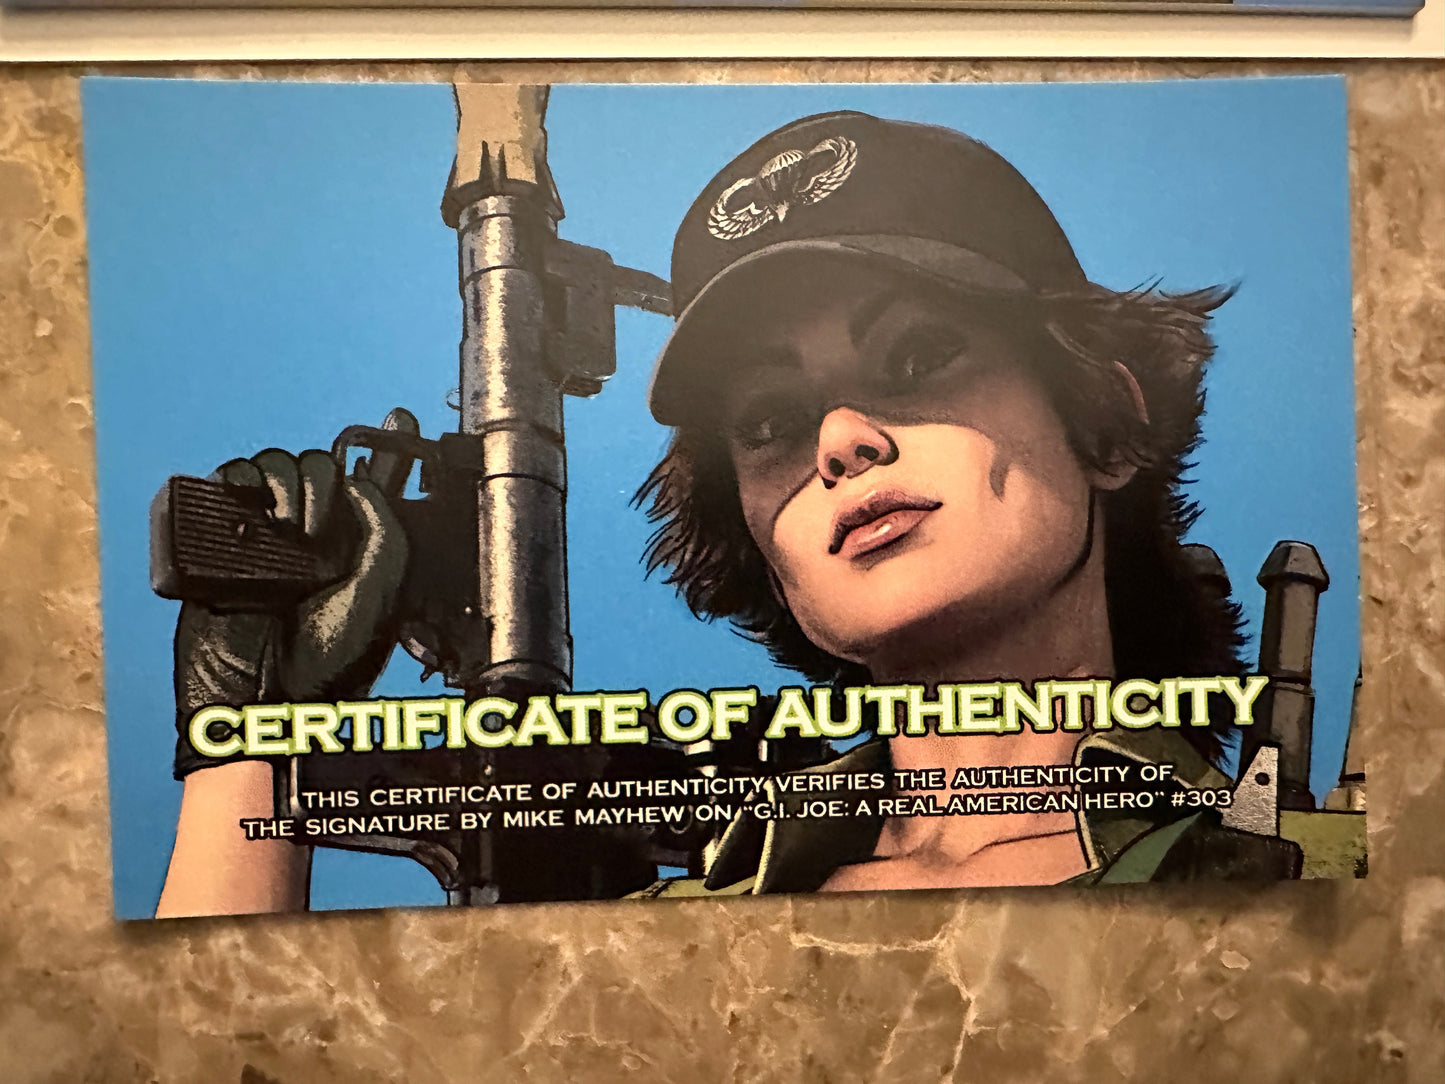 CERTIFICATE OF AUTHENTICITY
THIS CERTIFICATE OF AUTHENTICITY VERIFIES THE AUTHENTICITY OF
THE SIGNATURE BY MIKE MAYHEW ON "G.I. JOE: A REAL AMERICAN HERO" #303